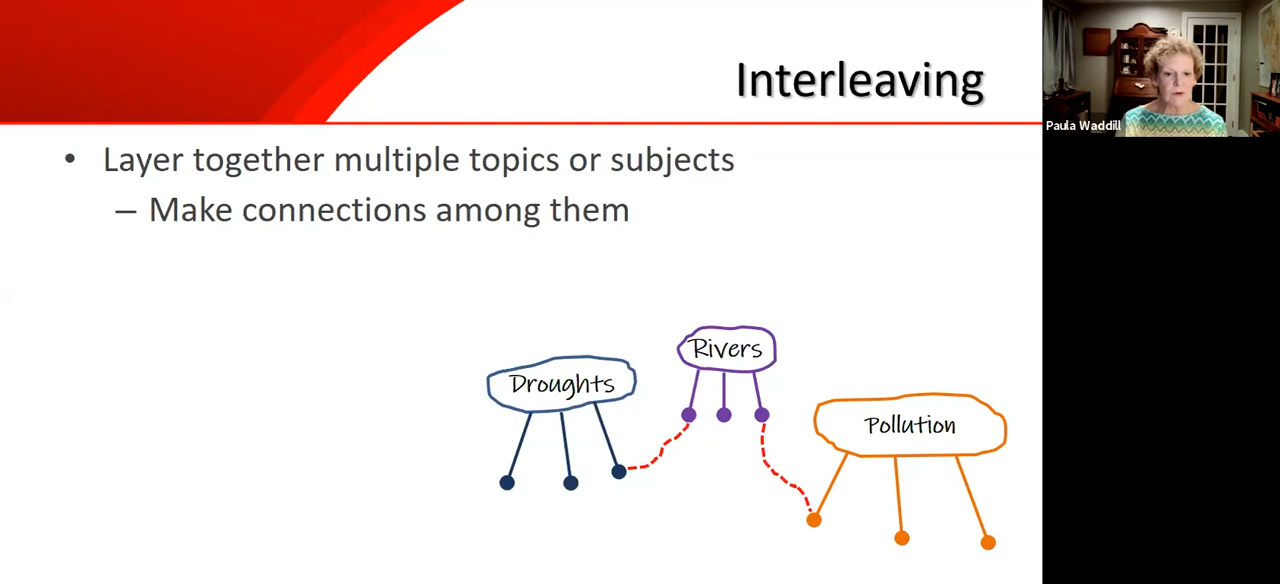 Interleaving
Paula Waddill
• Layer together multiple topics or subjects
– Make connections among them
Rivers
Droughts
Pollution